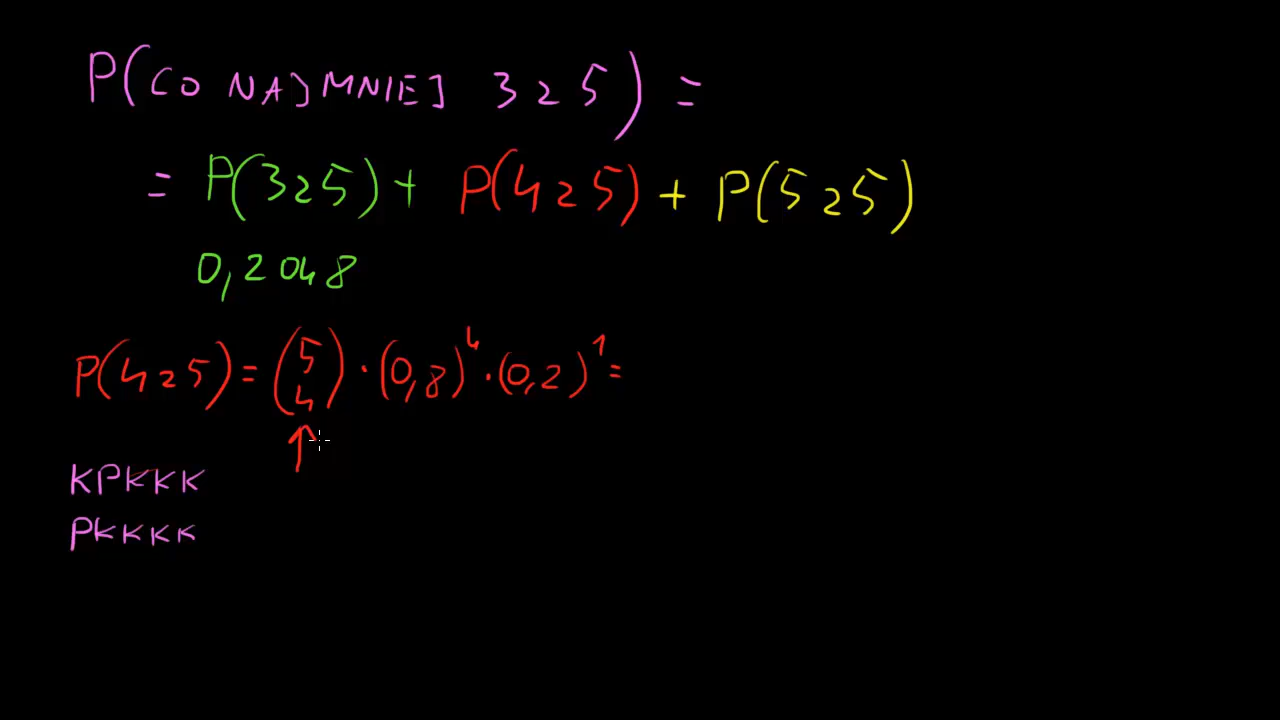 P(CO NAJMNIEJ 3 z 5) =
= P(3 z 5) + P(4 z 5) + P(5 z 5)
0,2048
P(4 z 5) = (5 4) · (0,8)^4 · (0,2)^1 =
KPKKK
PKKKK